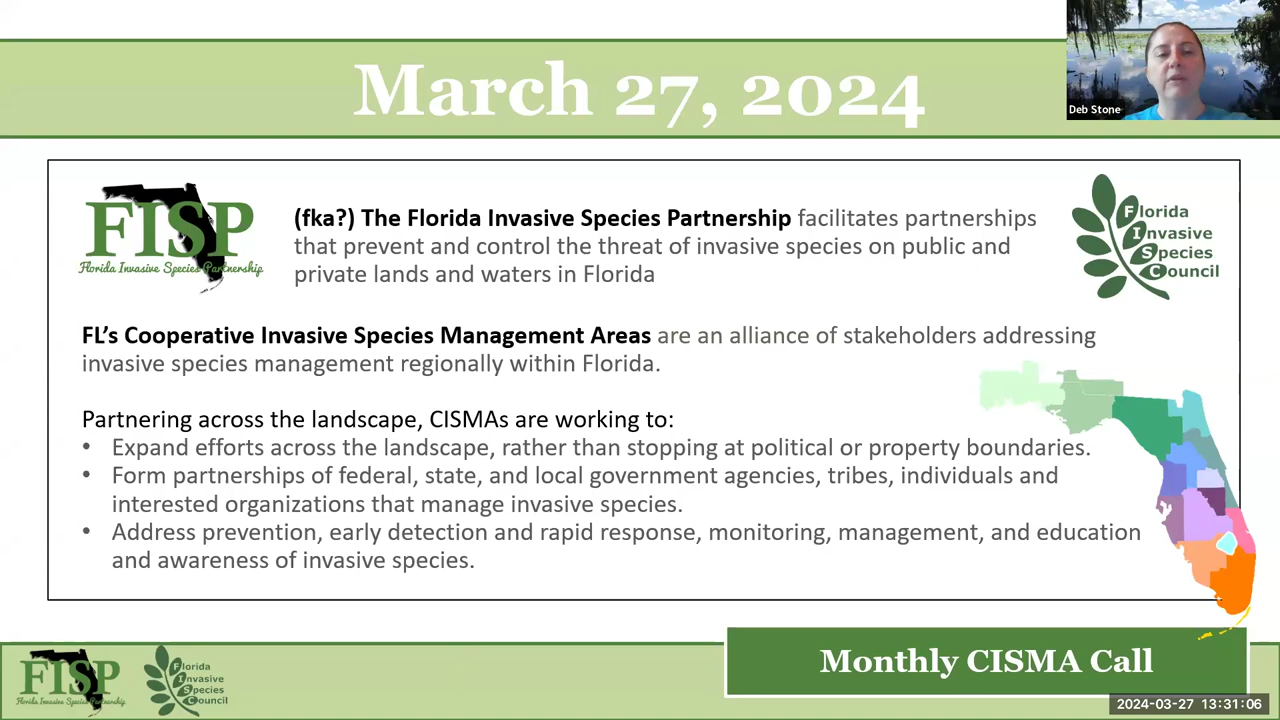 March 27, 2024
Deb Stone
FISP
Florida Invasive Species Partnership
(fka?) The Florida Invasive Species Partnership facilitates partnerships
that prevent and control the threat of invasive species on public and
private lands and waters in Florida
Florida
Invasive
Species
Council
FL's Cooperative Invasive Species Management Areas are an alliance of stakeholders addressing
invasive species management regionally within Florida.
Partnering across the landscape, CISMAs are working to:
• Expand efforts across the landscape, rather than stopping at political or property boundaries.
• Form partnerships of federal, state, and local government agencies, tribes, individuals and
interested organizations that manage invasive species.
• Address prevention, early detection and rapid response, monitoring, management, and education
and awareness of invasive species.
FISP
Florida Invasive Species Partnership
Florida
Invasive
Species
Council
Monthly CISMA Call
2024-03-27 13:31:06